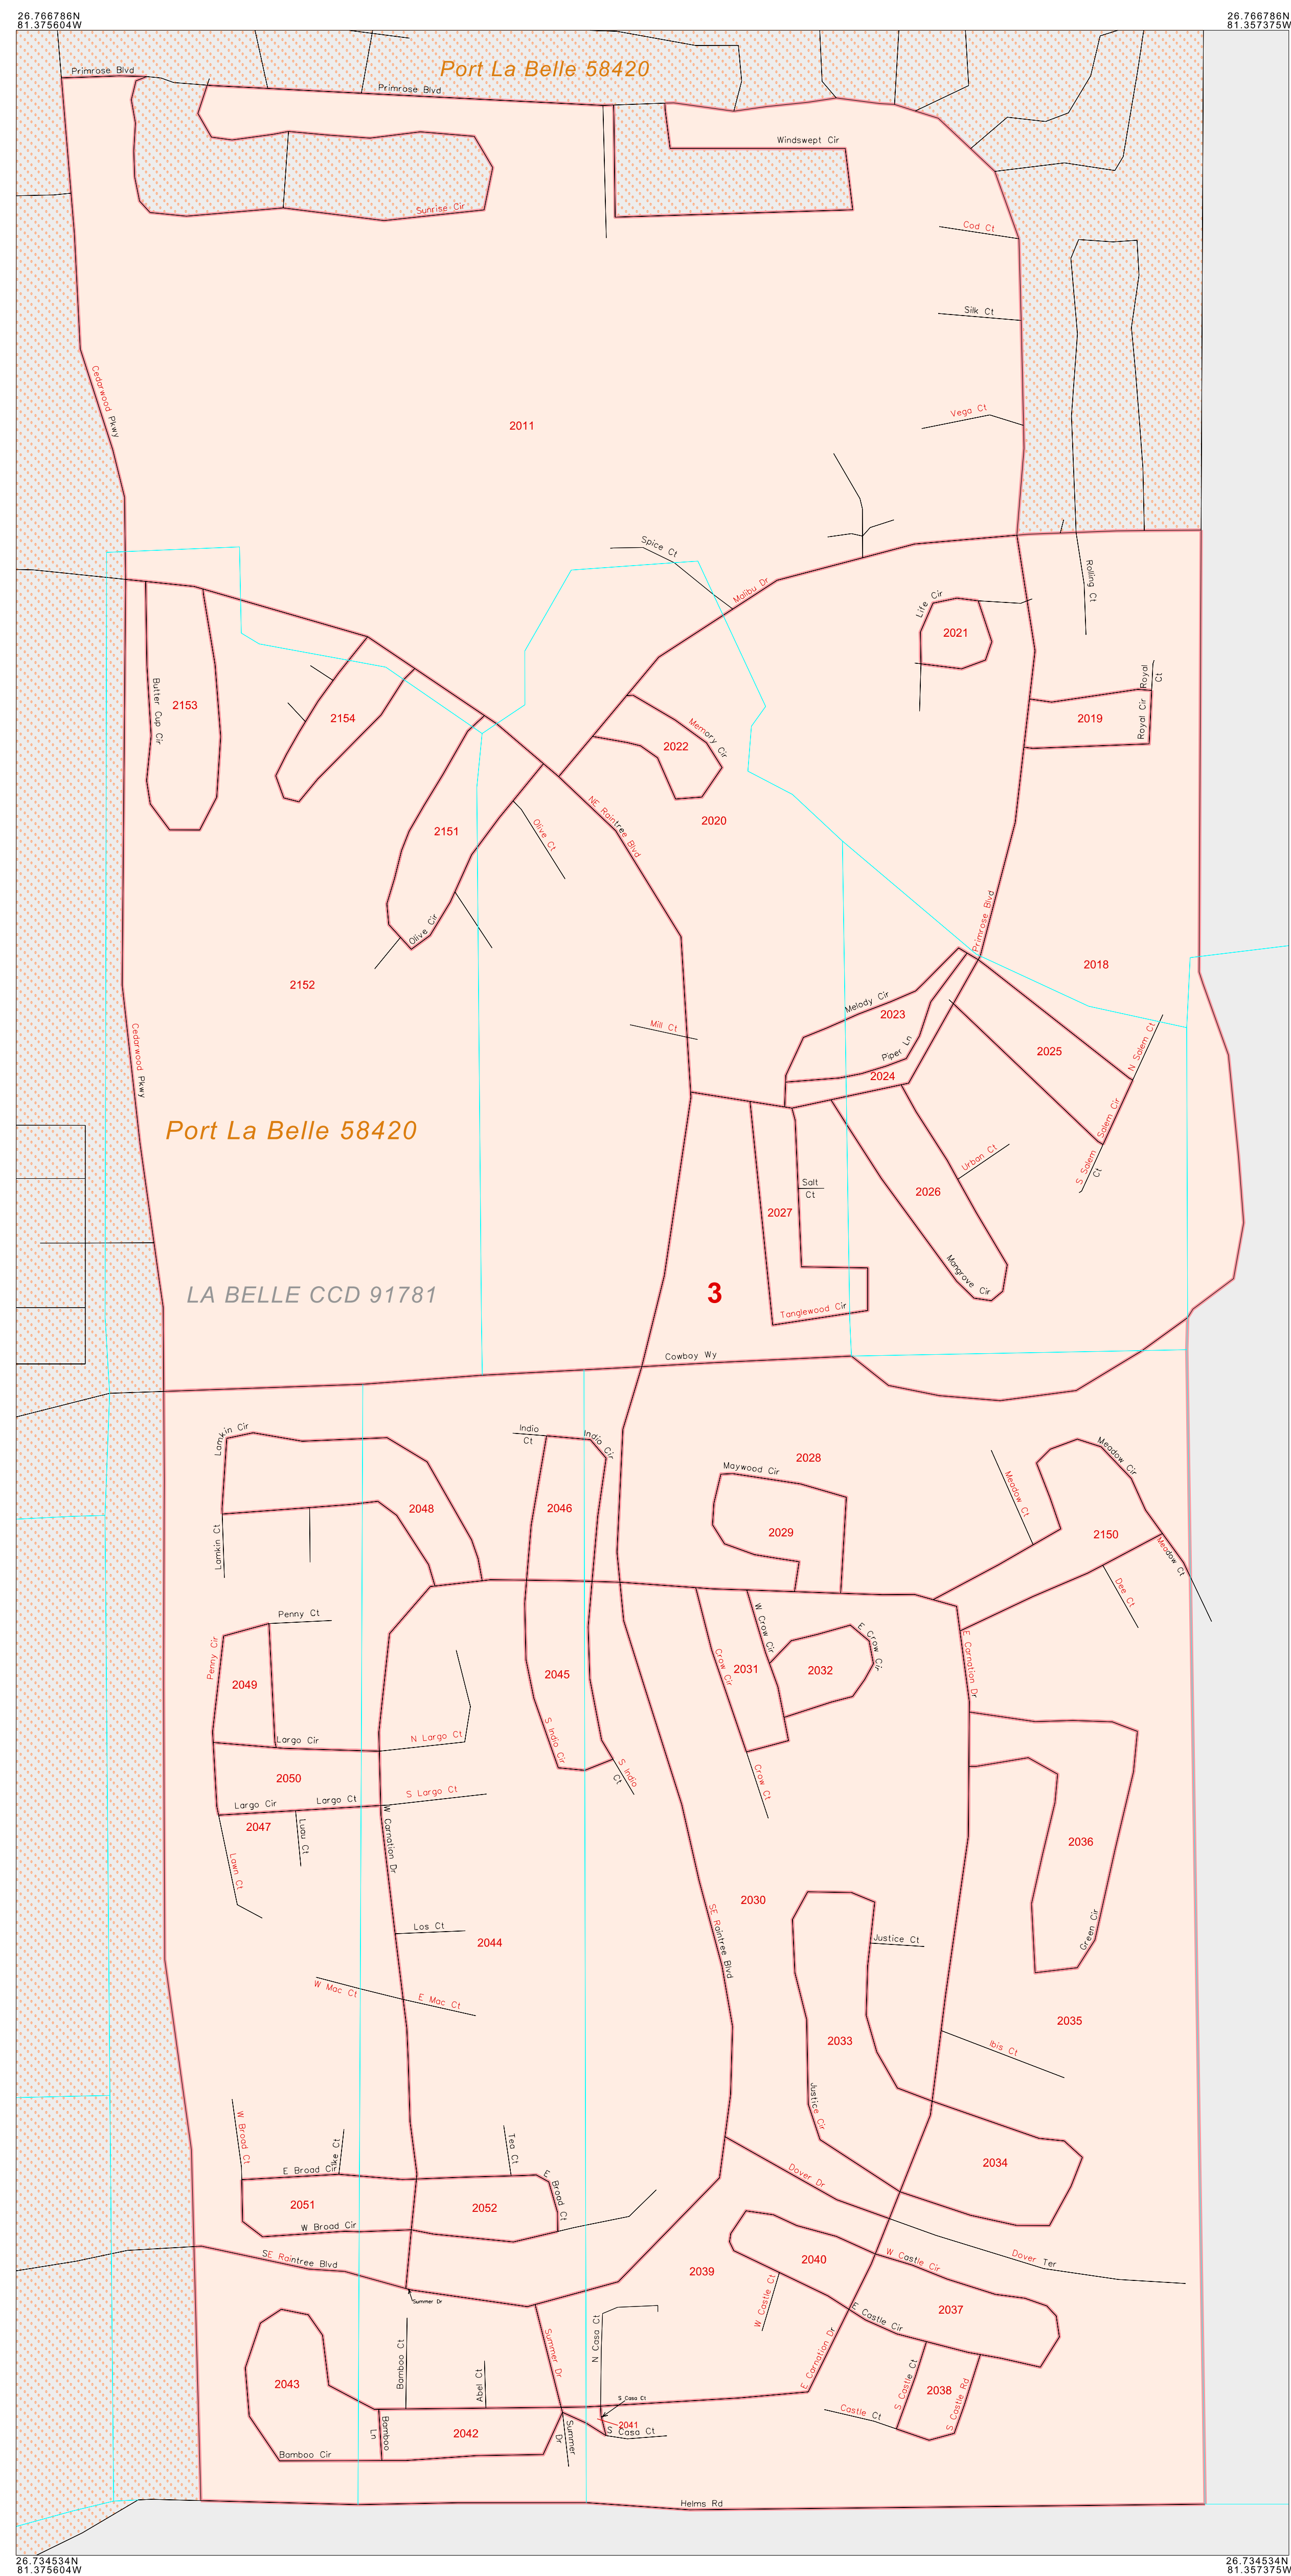 26.766786N
81.375604W
26.766786N
81.357375W
Primrose Blvd
Port La Belle 58420
Primrose Blvd
Windswept Cir
Sunrise Cir
Cod Ct
Silk Ct
Cedarwood Pkwy
Vega Ct
2011
Spice Ct
Malibu Dr
Rolling Ct
Life Cir
2021
Butter Cup Cir
2153
2154
Royal Ct
Royal Cir
2019
Memory Cir
2022
2020
NE Raintree Blvd
2151
Olive Ct
Olive Cir
Primrose Blvd
2018
2152
Melody Cir
2023
Mill Ct
Piper Ln
2024
2025
N Salem Ct
Cedarwood Pkwy
Salem Cir
S Salem Ct
Port La Belle 58420
Urban Ct
Salt Ct
2026
2027
Mangrove Cir
LA BELLE CCD 91781
3
Tanglewood Cir
Cowboy Wy
Lamkin Cir
Indio Ct
Indio Cir
Meadow Cir
2028
Maywood Cir
Meadow Ct
2048
2046
2029
2150
Lamkin Ct
Meadow Ct
Dee Ct
Penny Ct
W Crow Cir
E Crow Cir
Penny Cir
E Carnation Dr
2049
2045
Crow Cir
2031
2032
S Indio Cir
Largo Cir
N Largo Ct
S Indio Ct
Crow Ct
2050
S Largo Ct
Largo Cir
Largo Ct
2047
Luau Ct
W Carnation Dr
2036
Lawn Ct
2030
SE Raintree Blvd
Green Cir
Los Ct
Justice Ct
2044
W Mac Ct
E Mac Ct
2035
2033
Ibis Ct
Justice Cir
W Broad Ct
Tea Ct
E Broad Cir
E Broad Ct
Dover Dr
2034
2051
2052
W Broad Cir
SE Raintree Blvd
W Castle Cir
Dover Ter
2040
2039
Summer Dr
W Castle Ct
E Castle Cir
2037
N Casa Ct
Summer Dr
E Carnation Dr
Bamboo Ct
Abel Ct
S Castle Ct
S Castle Rd
2043
2038
S Casa Ct
Castle Ct
2041
2042
Bamboo Ln
S Casa Ct
Summer Dr
Bamboo Cir
Helms Rd
26.734534N
81.375604W
26.734534N
81.357375W